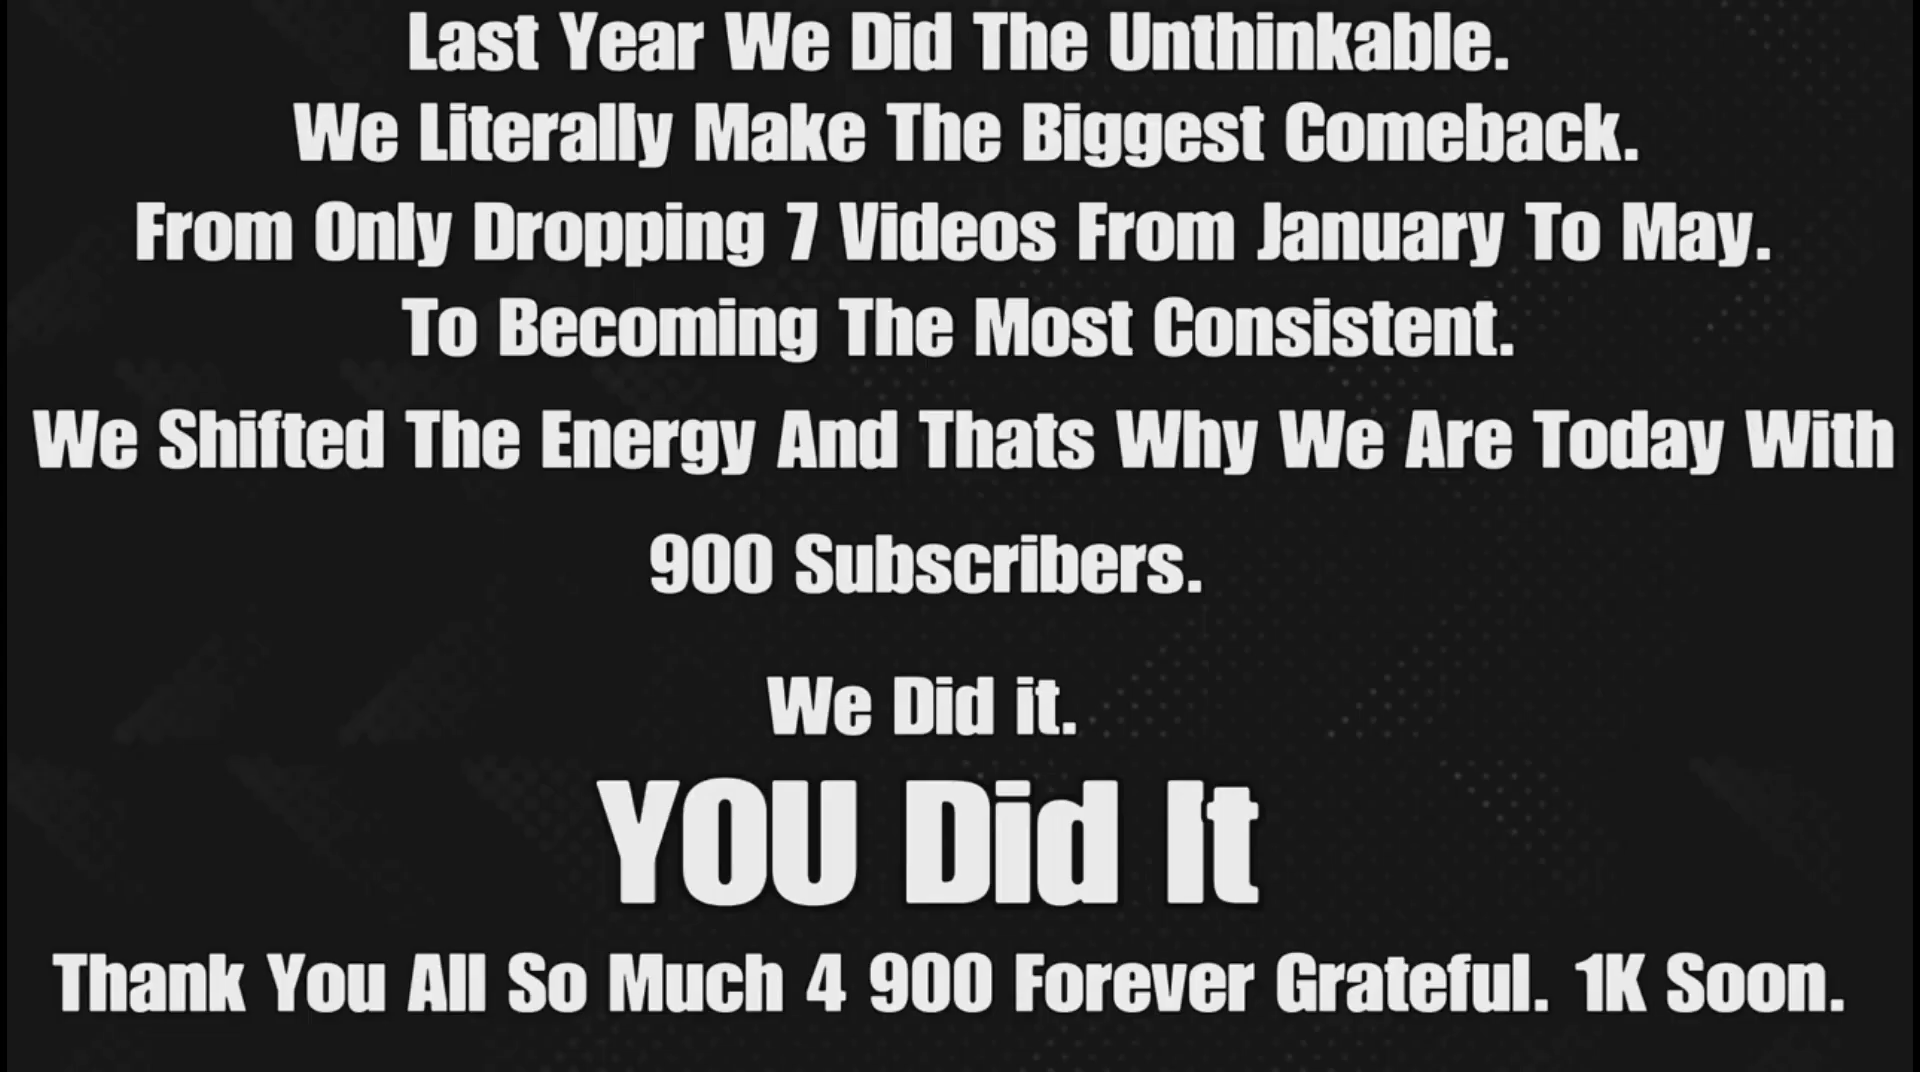 Last Year We Did The Unthinkable.
We Literally Make The Biggest Comeback.
From Only Dropping 7 Videos From January To May.
To Becoming The Most Consistent.
We Shifted The Energy And Thats Why We Are Today With
900 Subscribers.
We Did it.
YOU Did It
Thank You All So Much 4 900 Forever Grateful. 1K Soon.